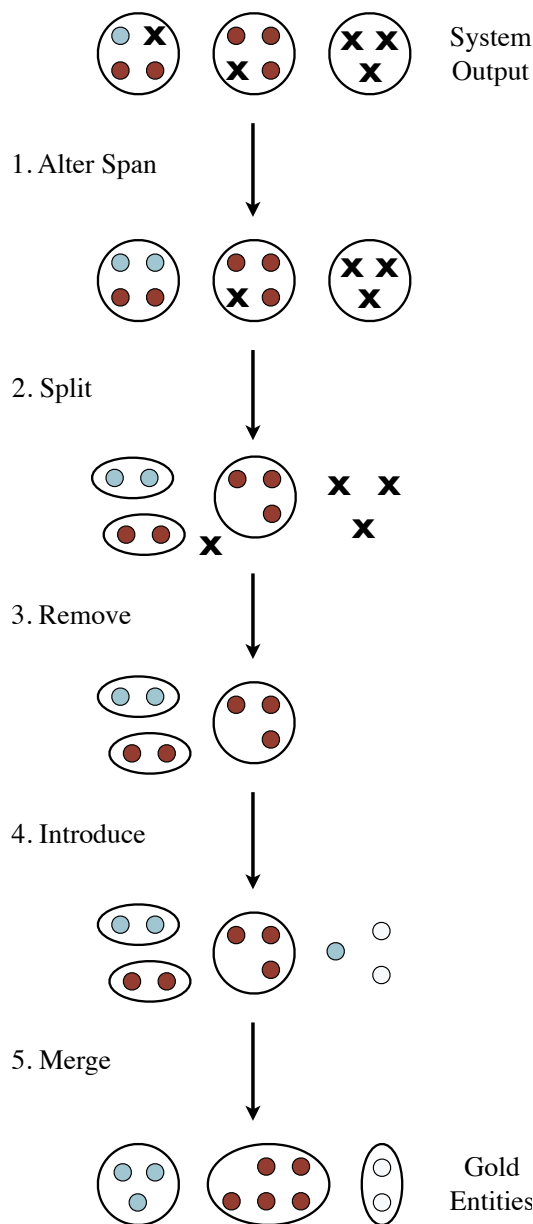 System
Output
1. Alter Span
2. Split
3. Remove
4. Introduce
5. Merge
Gold
Entities